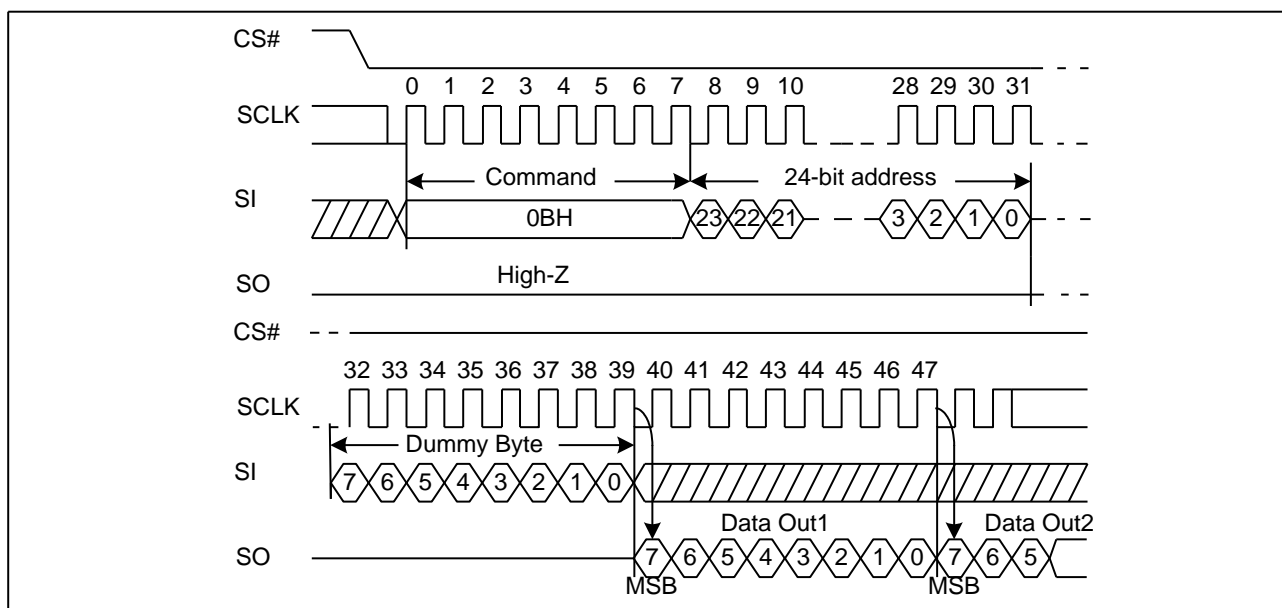 CS#
0 1 2 3 4 5 6 7 8 9 10 28 29 30 31
SCLK
Command 24-bit address
SI
0BH 23 22 21 3 2 1 0
High-Z
SO
CS#
32 33 34 35 36 37 38 39 40 41 42 43 44 45 46 47
SCLK
Dummy Byte
SI
7 6 5 4 3 2 1 0
Data Out1 Data Out2
SO
7 6 5 4 3 2 1 0 7 6 5
MSB MSB